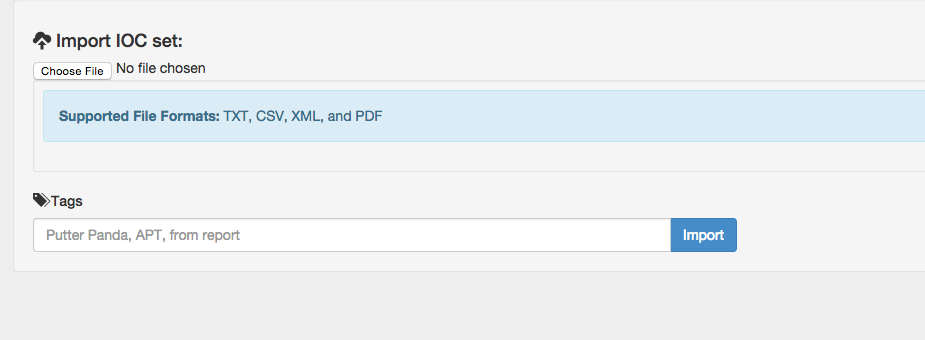 Import IOC set:
Choose File No file chosen
Supported File Formats: TXT, CSV, XML, and PDF
Tags
Putter Panda, APT, from report
Import